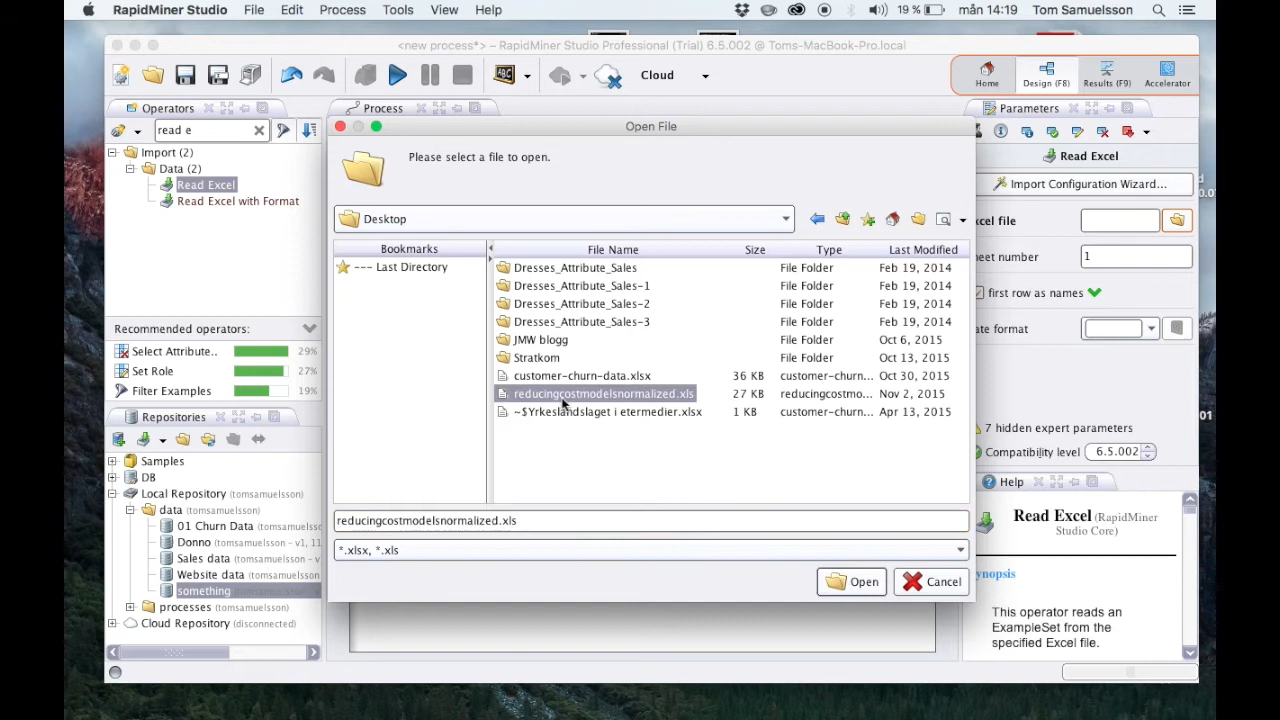 RapidMiner Studio File Edit Process Tools View Help 19 % mån 14:19 Tom Samuelsson
<new process*> – RapidMiner Studio Professional (Trial) 6.5.002 @ Toms-MacBook-Pro.local
Cloud
Home
Design (F8)
Results (F9)
Accelerator
Operators
read e
Import (2)
Data (2)
Read Excel
Read Excel with Format
Recommended operators:
Select Attribute.. 29%
Set Role 27%
Filter Examples 19%
Repositories
Samples
DB
Local Repository (tomsamuelsson)
data
01 Churn Data (tomsamuelsson
Donno (tomsamuelsson – v1, 11
Sales data (tomsamuelsson – v
Website data (tomsamuelsson
something
processes (tomsamuelsson)
Cloud Repository (disconnected)
Process
Open File
Please select a file to open.
Desktop
Bookmarks
--- Last Directory
File Name Size Type Last Modified
Dresses_Attribute_Sales File Folder Feb 19, 2014
Dresses_Attribute_Sales-1 File Folder Feb 19, 2014
Dresses_Attribute_Sales-2 File Folder Feb 19, 2014
Dresses_Attribute_Sales-3 File Folder Feb 19, 2014
JMW blogg File Folder Oct 6, 2015
Stratkom File Folder Oct 13, 2015
customer-churn-data.xlsx 36 KB customer-churn... Oct 30, 2015
reducingcostmodelsnormalized.xls 27 KB reducingcostmo... Nov 2, 2015
~$Yrkeslandslaget i etermedier.xlsx 1 KB customer-churn... Apr 13, 2015
reducingcostmodelsnormalized.xls
*.xlsx, *.xls
Open
Cancel
Parameters
Read Excel
Import Configuration Wizard...
xcel file
eet number 1
first row as names
ate format
7 hidden expert parameters
Compatibility level 6.5.002
Help
Read Excel (RapidMiner
Studio Core)
ynopsis
This operator reads an
ExampleSet from the
specified Excel file.